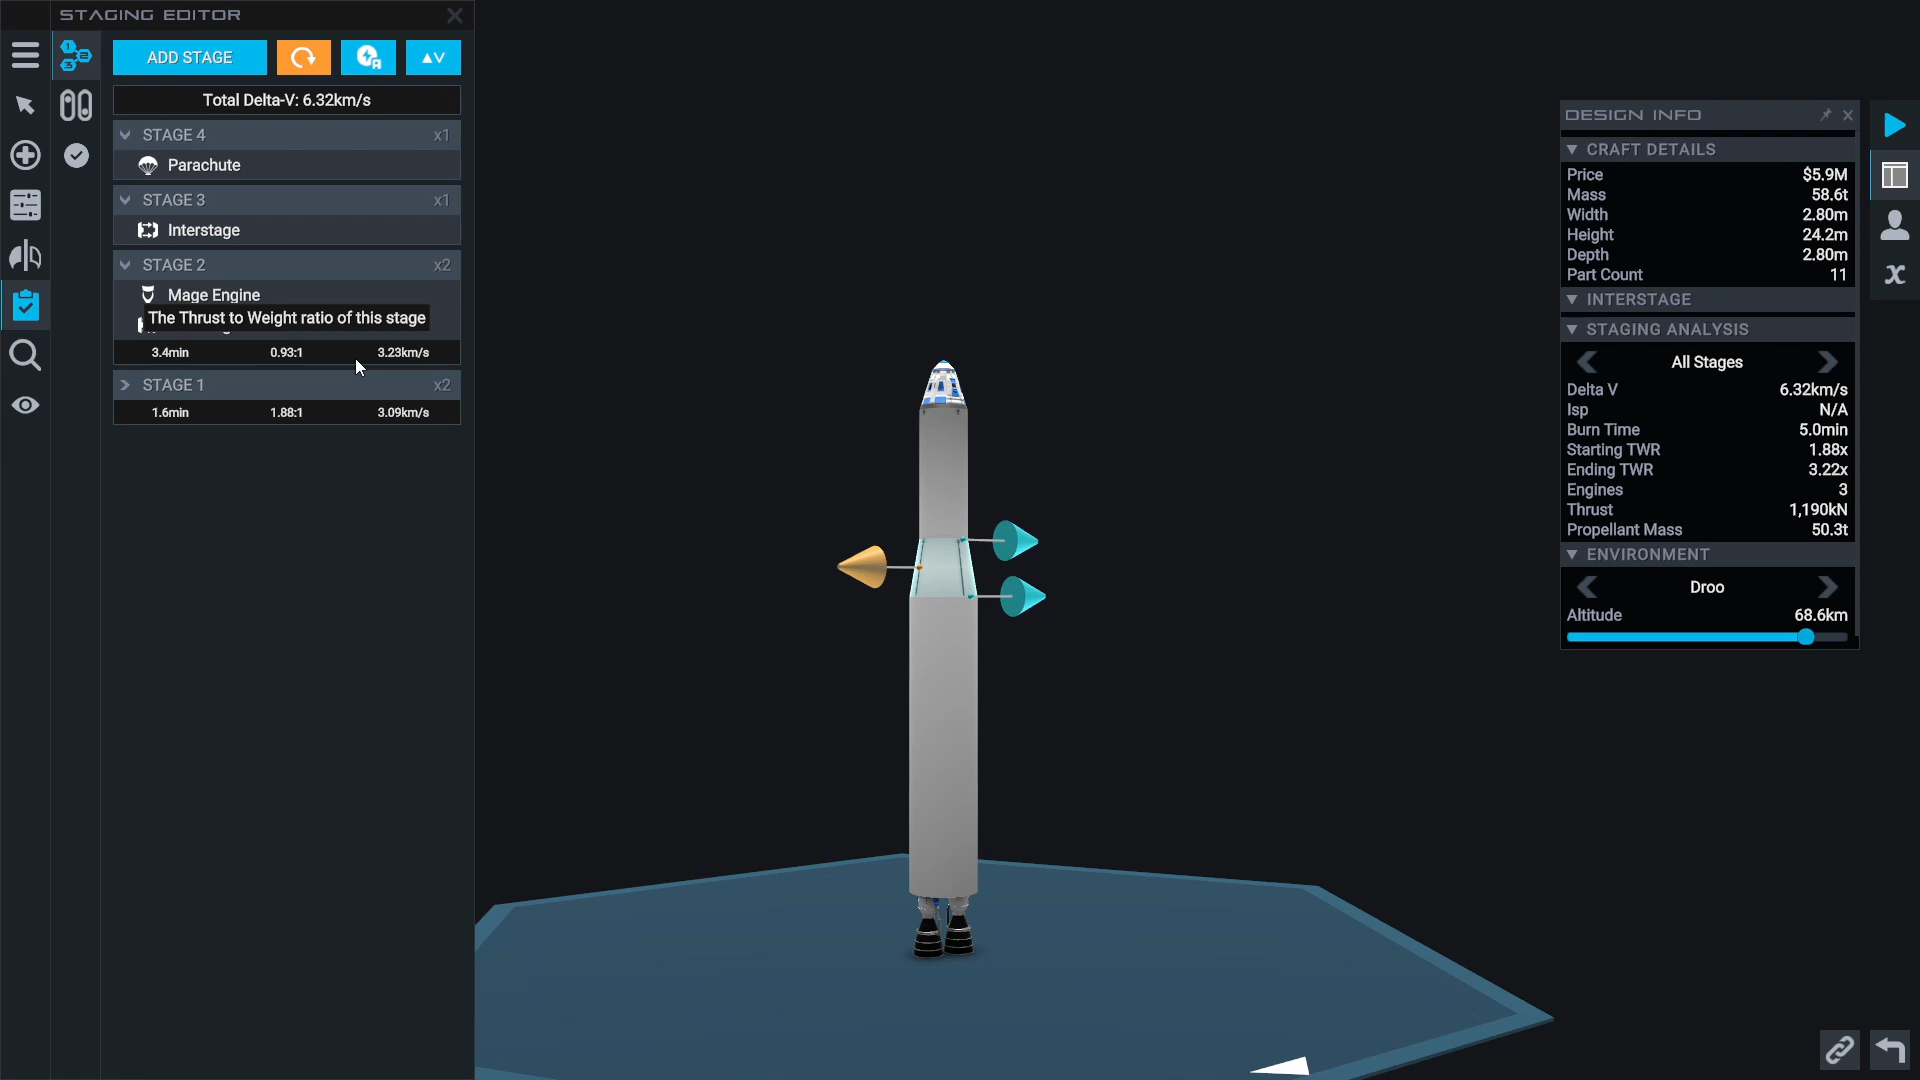 STAGING EDITOR
ADD STAGE
Total Delta-V: 6.32km/s
STAGE 4 x1
Parachute
STAGE 3 x1
Interstage
STAGE 2 x2
Mage Engine
The Thrust to Weight ratio of this stage
3.4min 0.93:1 3.23km/s
STAGE 1 x2
1.6min 1.88:1 3.09km/s
DESIGN INFO
CRAFT DETAILS
Price $5.9M
Mass 58.6t
Width 2.80m
Height 24.2m
Depth 2.80m
Part Count 11
INTERSTAGE
STAGING ANALYSIS
All Stages
Delta V 6.32km/s
Isp N/A
Burn Time 5.0min
Starting TWR 1.88x
Ending TWR 3.22x
Engines 3
Thrust 1,190kN
Propellant Mass 50.3t
ENVIRONMENT
Droo
Altitude 68.6km